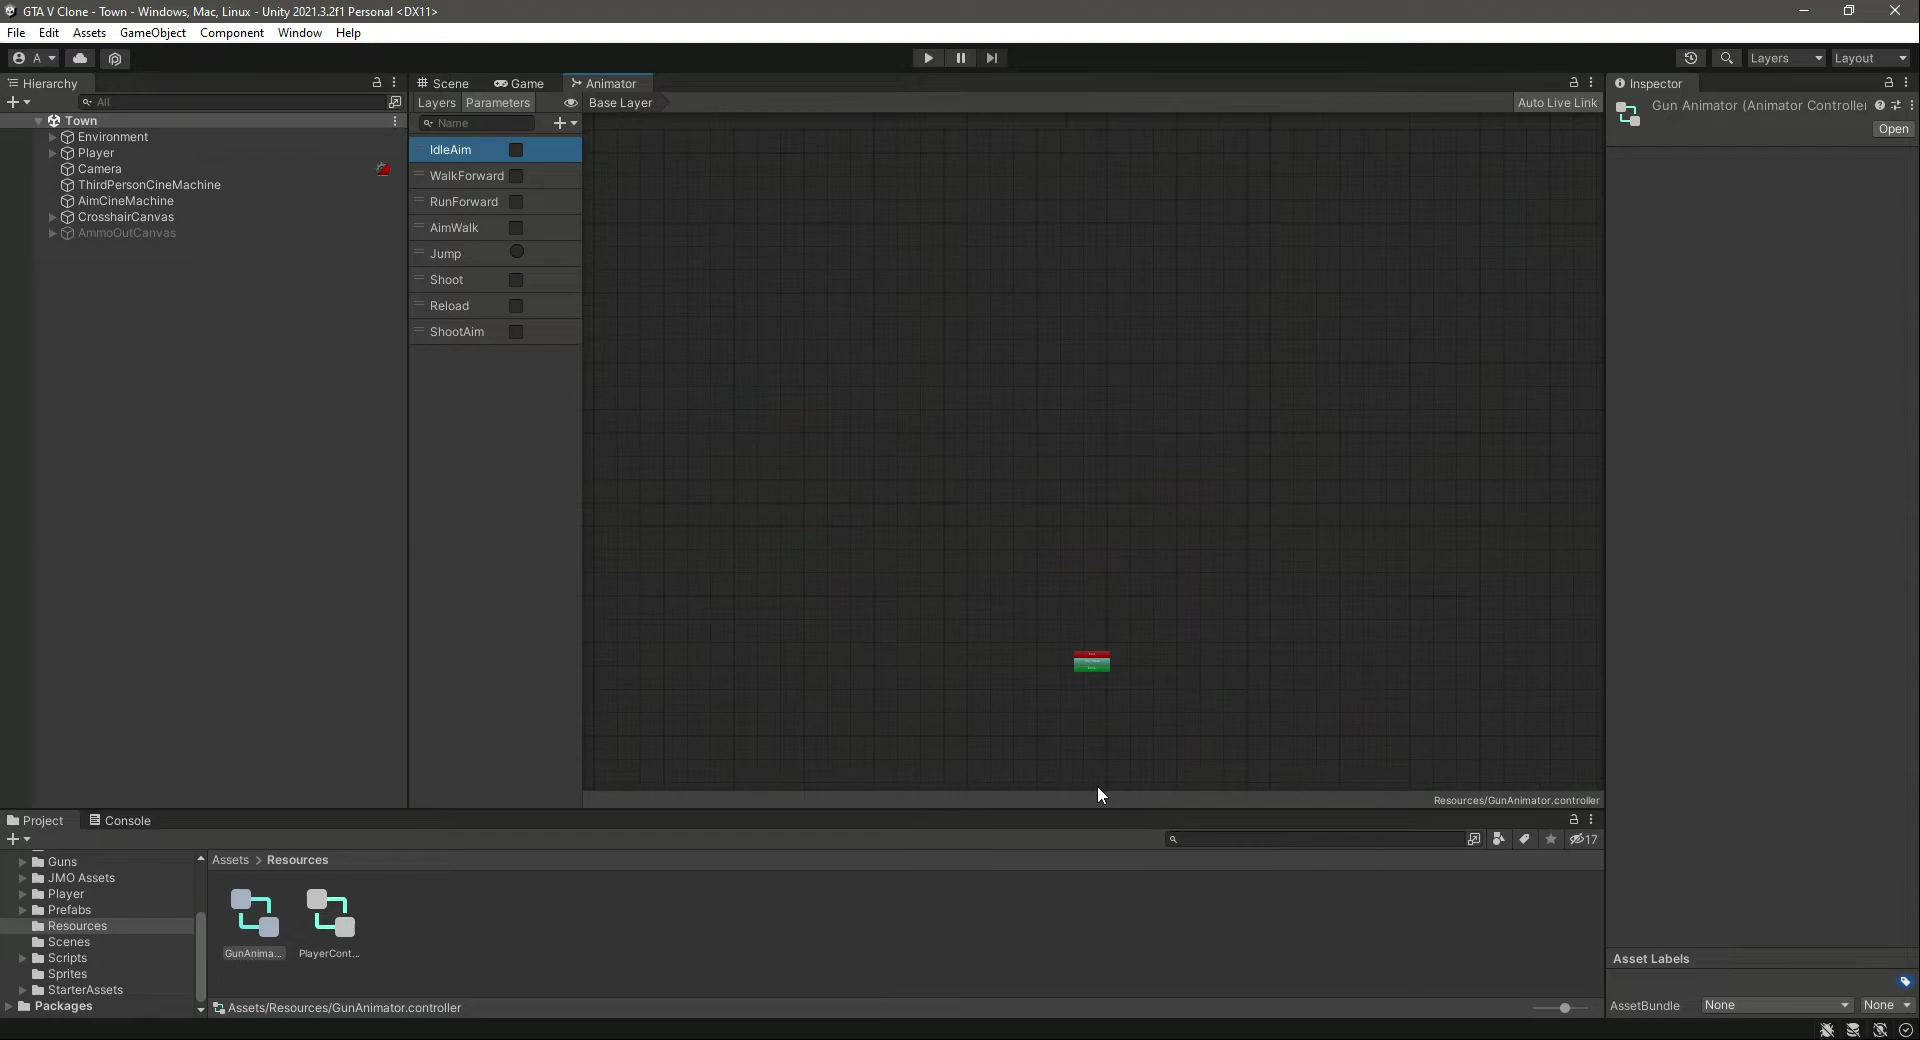 GTA V Clone - Town - Windows, Mac, Linux - Unity 2021.3.2f1 Personal <DX11>
File Edit Assets GameObject Component Window Help
A
Layers
Layout
Hierarchy
All
Town
Environment
Player
Camera
ThirdPersonCineMachine
AimCineMachine
CrosshairCanvas
AmmoOutCanvas
Scene Game Animator
Layers Parameters
Base Layer
Auto Live Link
Name
IdleAim
WalkForward
RunForward
AimWalk
Jump
Shoot
Reload
ShootAim
Resources/GunAnimator.controller
Inspector
Gun Animator (Animator Controller
Open
Asset Labels
AssetBundle None None
Project Console
17
Guns
JMO Assets
Player
Prefabs
Resources
Scenes
Scripts
Sprites
StarterAssets
Packages
Assets > Resources
GunAnima...
PlayerCont...
Assets/Resources/GunAnimator.controller